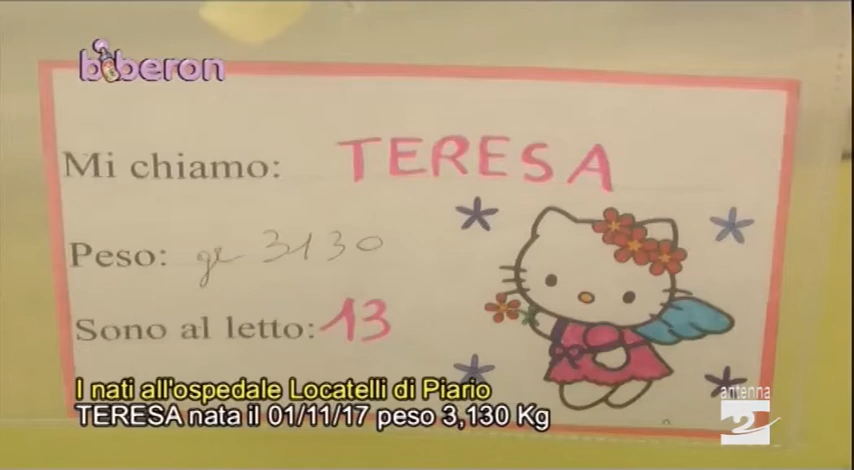 biberon
Mi chiamo: TERESA
Peso: gr 3130
Sono al letto: 13
I nati all'ospedale Locatelli di Piario
TERESA nata il 01/11/17 peso 3,130 Kg
antenna
2